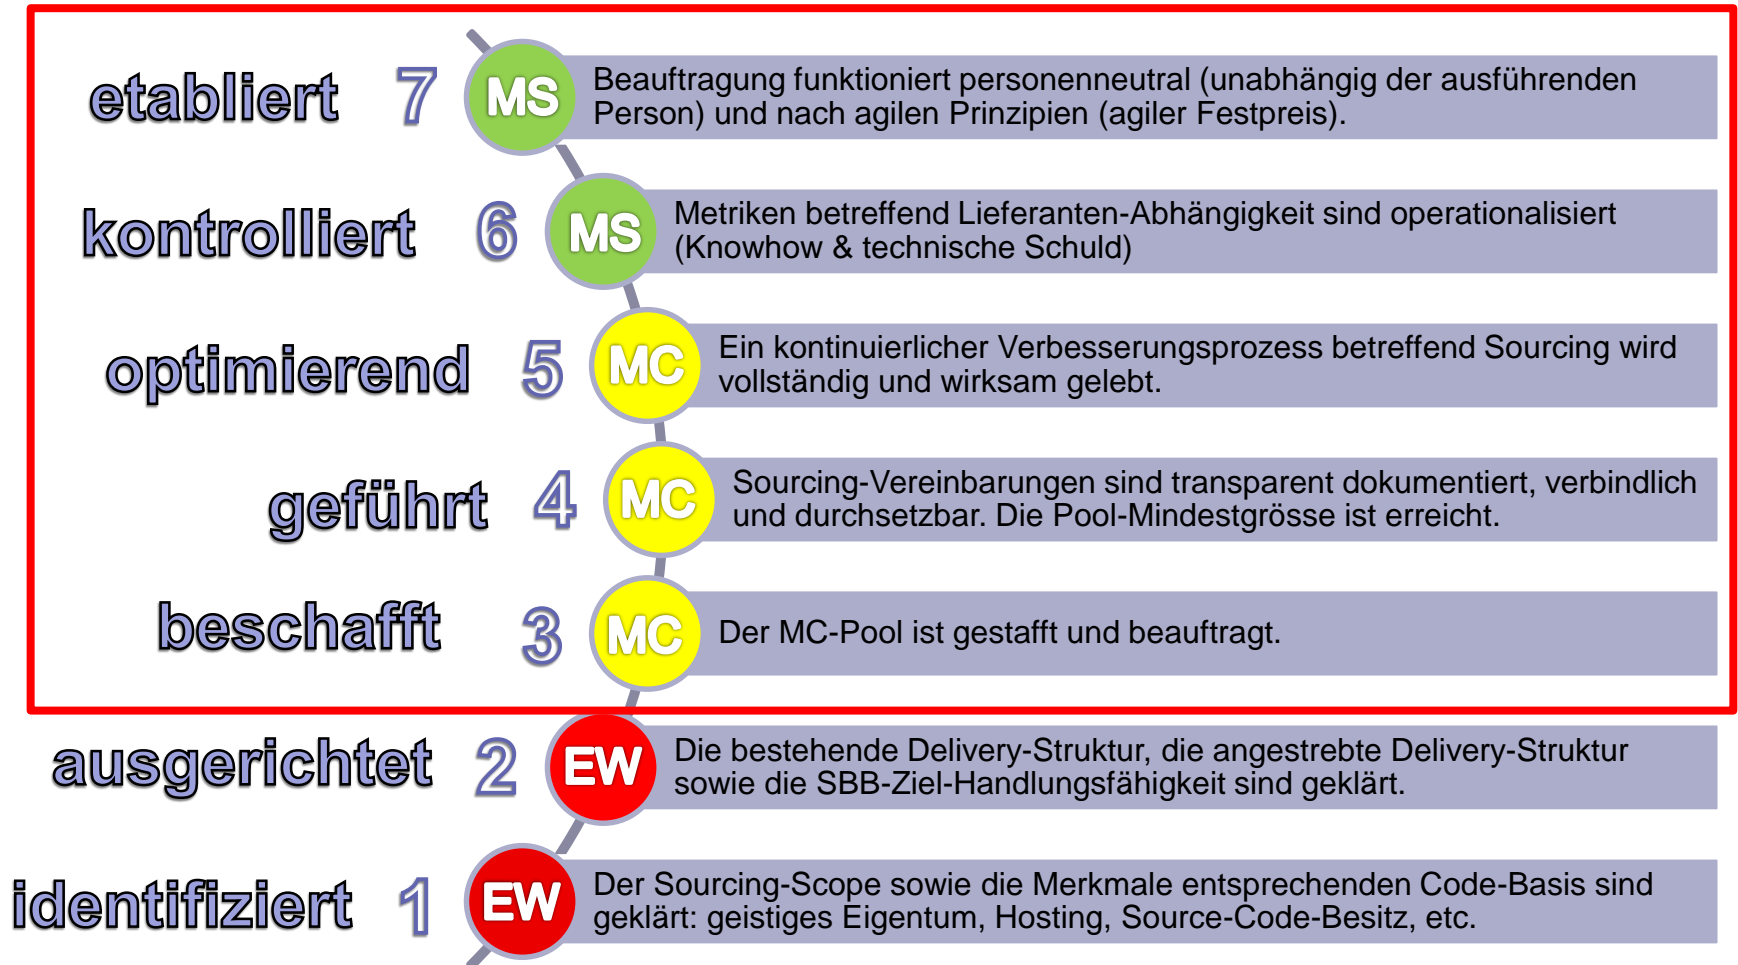 etabliert 7 MS Beauftragung funktioniert personenneutral (unabhängig der ausführenden
Person) und nach agilen Prinzipien (agiler Festpreis).
kontrolliert 6 MS Metriken betreffend Lieferanten-Abhängigkeit sind operationalisiert
(Knowhow & technische Schuld)
optimierend 5 MC Ein kontinuierlicher Verbesserungsprozess betreffend Sourcing wird
vollständig und wirksam gelebt.
geführt 4 MC Sourcing-Vereinbarungen sind transparent dokumentiert, verbindlich
und durchsetzbar. Die Pool-Mindestgrösse ist erreicht.
beschafft 3 MC Der MC-Pool ist gestafft und beauftragt.
ausgerichtet 2 EW Die bestehende Delivery-Struktur, die angestrebte Delivery-Struktur
sowie die SBB-Ziel-Handlungsfähigkeit sind geklärt.
identifiziert 1 EW Der Sourcing-Scope sowie die Merkmale entsprechenden Code-Basis sind
geklärt: geistiges Eigentum, Hosting, Source-Code-Besitz, etc.